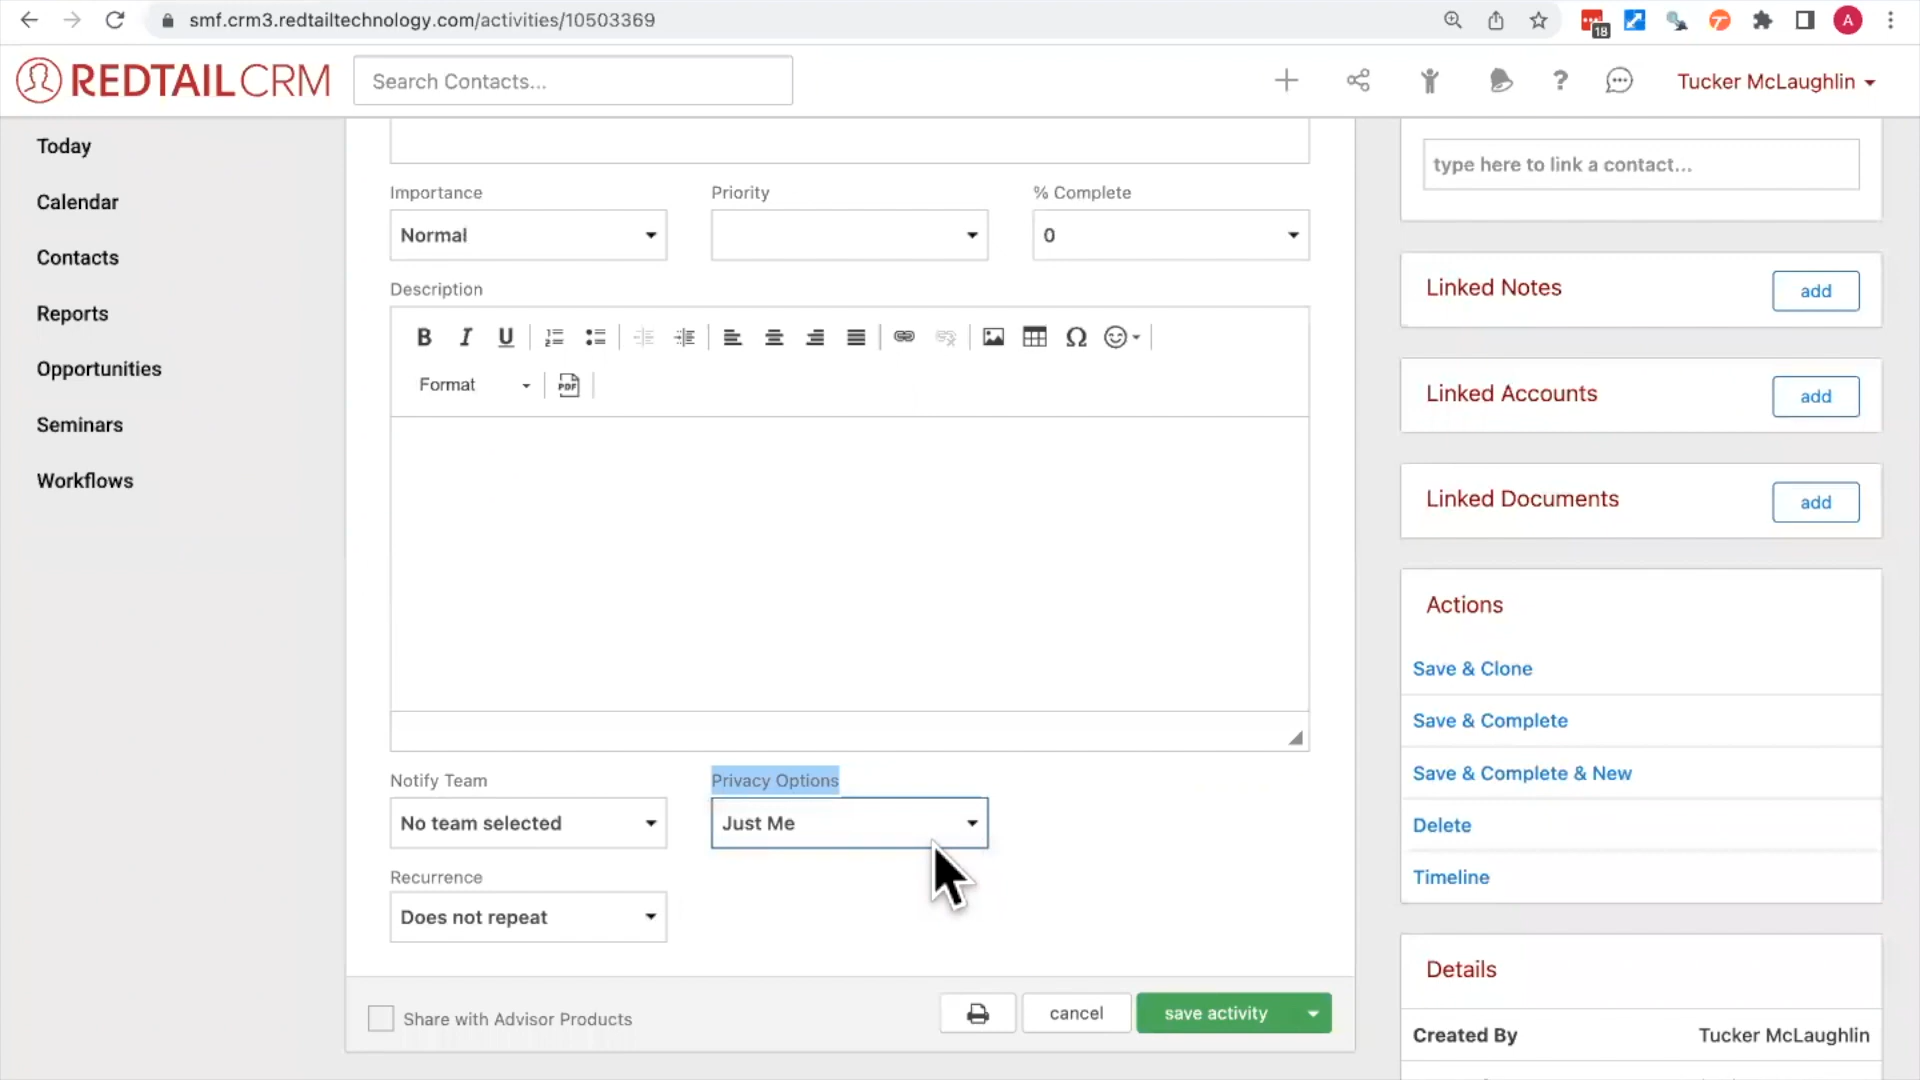 smf.crm3.redtailtechnology.com/activities/10503369
18
A
REDTAILCRM
Search Contacts...
?
Tucker McLaughlin
Today
Calendar
Contacts
Reports
Opportunities
Seminars
Workflows
Importance
Priority
% Complete
Normal
0
Description
B I U
Ω
Format
PDF
Notify Team
Privacy Options
No team selected
Just Me
Recurrence
Does not repeat
Share with Advisor Products
cancel
save activity
type here to link a contact...
Linked Notes
add
Linked Accounts
add
Linked Documents
add
Actions
Save & Clone
Save & Complete
Save & Complete & New
Delete
Timeline
Details
Created By Tucker McLaughlin